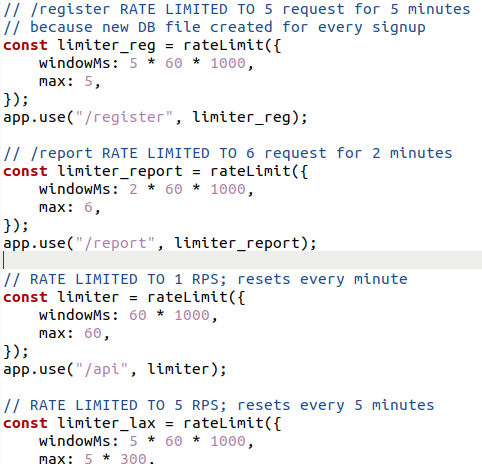 // /register RATE LIMITED TO 5 request for 5 minutes
// because new DB file created for every signup
const limiter_reg = rateLimit({
    windowMs: 5 * 60 * 1000,
    max: 5,
});
app.use("/register", limiter_reg);

// /report RATE LIMITED TO 6 request for 2 minutes
const limiter_report = rateLimit({
    windowMs: 2 * 60 * 1000,
    max: 6,
});
app.use("/report", limiter_report);

// RATE LIMITED TO 1 RPS; resets every minute
const limiter = rateLimit({
    windowMs: 60 * 1000,
    max: 60,
});
app.use("/api", limiter);

// RATE LIMITED TO 5 RPS; resets every 5 minutes
const limiter_lax = rateLimit({
    windowMs: 5 * 60 * 1000,
    max: 5 * 300,